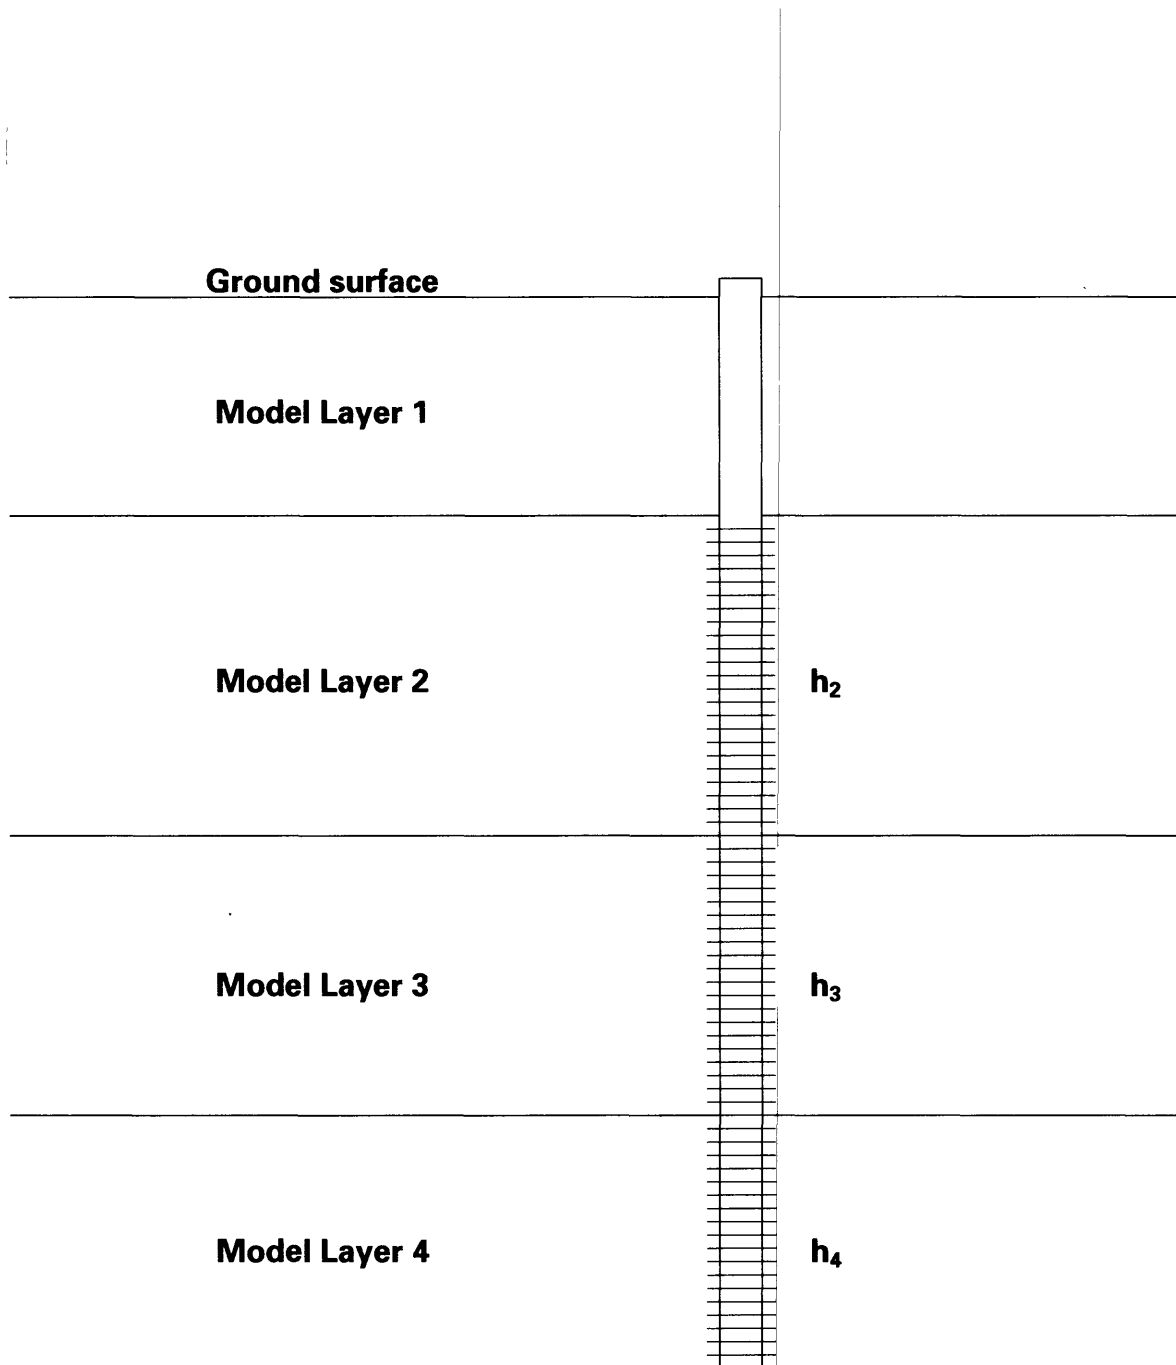 Ground surface
Model Layer 1
Model Layer 2 h₂
Model Layer 3 h₃
Model Layer 4 h₄